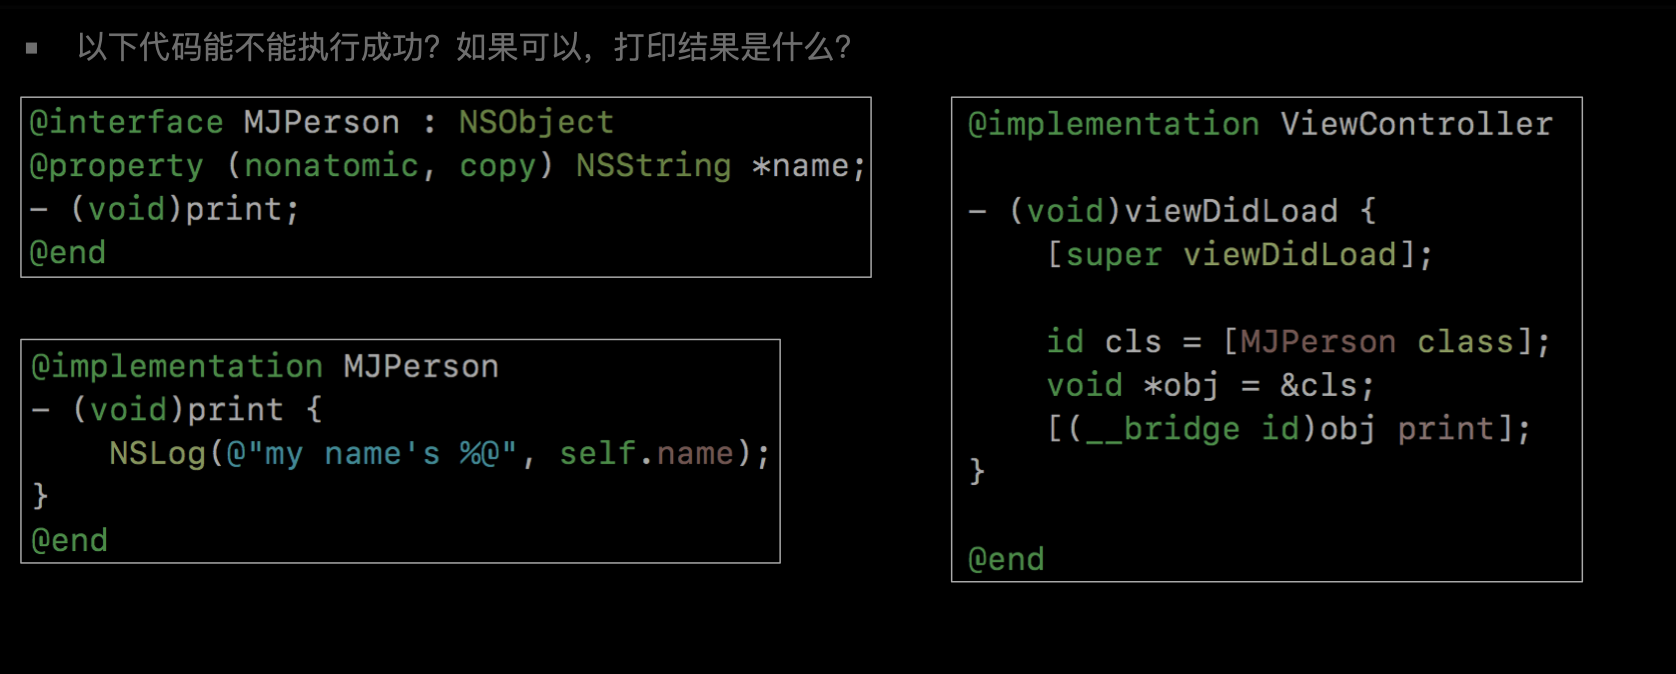 ▪ 以下代码能不能执行成功？如果可以，打印结果是什么？
@interface MJPerson : NSObject
@property (nonatomic, copy) NSString *name;
– (void)print;
@end
@implementation MJPerson
– (void)print {
    NSLog(@"my name's %@", self.name);
}
@end
@implementation ViewController
– (void)viewDidLoad {
    [super viewDidLoad];
    id cls = [MJPerson class];
    void *obj = &cls;
    [(__bridge id)obj print];
}
@end